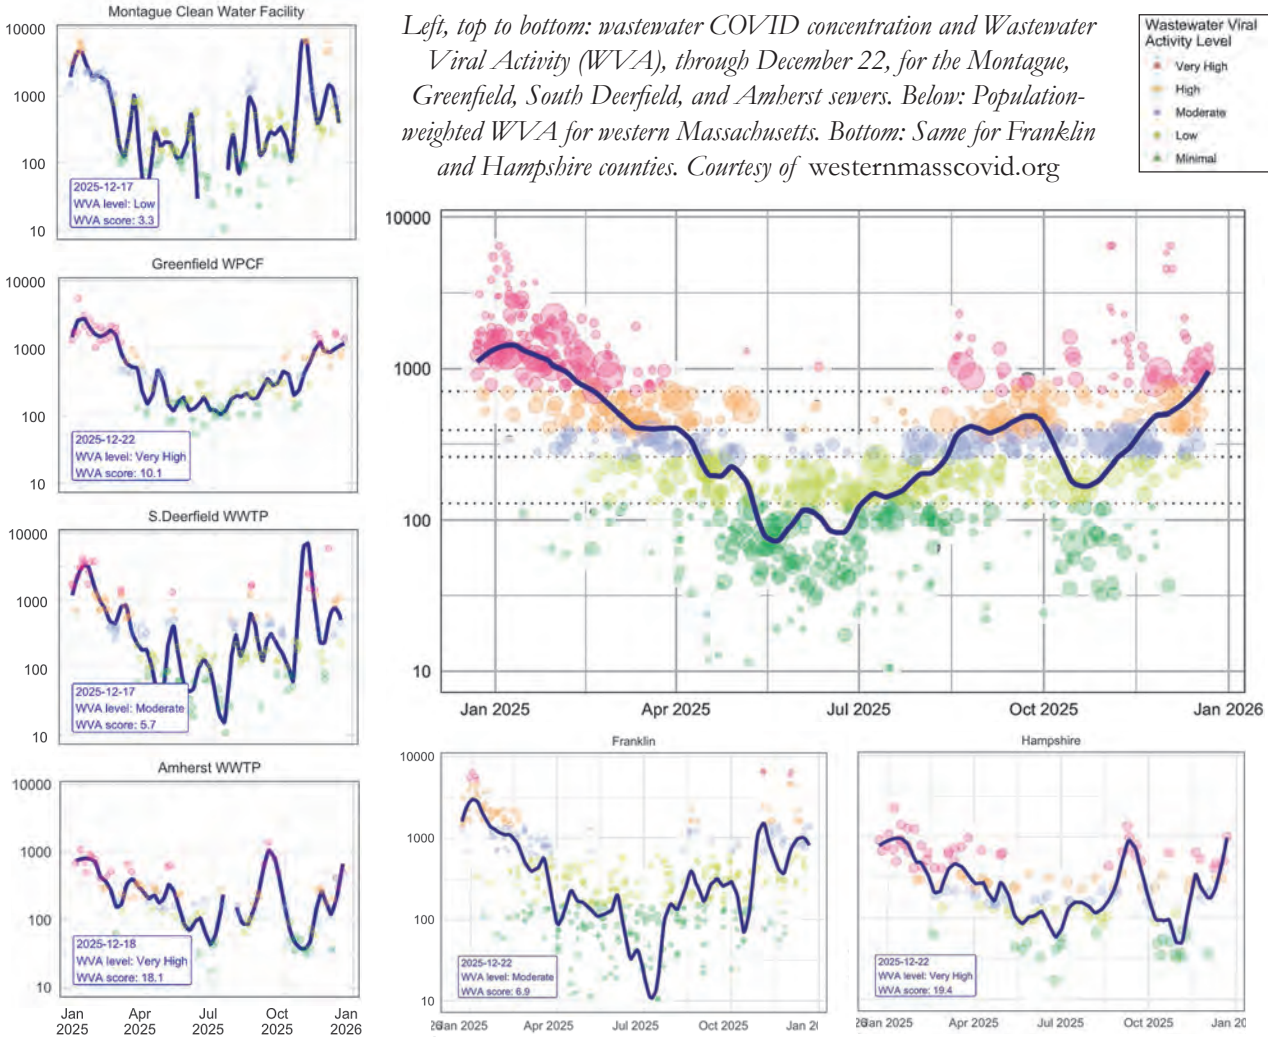 Montague Clean Water Facility
10000
1000
100
10
2025-12-17
WVA level: Low
WVA score: 3.3
Greenfield WPCF
10000
1000
100
10
2025-12-22
WVA level: Very High
WVA score: 10.1
S.Deerfield WWTP
10000
1000
100
10
2025-12-17
WVA level: Moderate
WVA score: 5.7
Amherst WWTP
10000
1000
100
10
2025-12-18
WVA level: Very High
WVA score: 18.1
Jan 2025
Apr 2025
Jul 2025
Oct 2025
Jan 2026
Left, top to bottom: wastewater COVID concentration and Wastewater
Viral Activity (WVA), through December 22, for the Montague,
Greenfield, South Deerfield, and Amherst sewers. Below: Population-
weighted WVA for western Massachusetts. Bottom: Same for Franklin
and Hampshire counties. Courtesy of westernmasscovid.org
Wastewater Viral
Activity Level
Very High
High
Moderate
Low
Minimal
10000
1000
100
10
Jan 2025
Apr 2025
Jul 2025
Oct 2025
Jan 2026
Franklin
10000
1000
100
10
2025-12-22
WVA level: Moderate
WVA score: 6.9
Jan 2025
Apr 2025
Jul 2025
Oct 2025
Jan 20
Hampshire
2025-12-22
WVA level: Very High
WVA score: 19.4
Jan 2025
Apr 2025
Jul 2025
Oct 2025
Jan 20